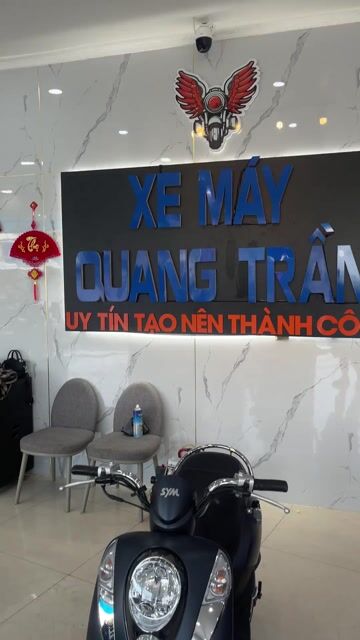 XE MÁY
QUANG TRẦN
UY TÍN TẠO NÊN THÀNH CÔ
SYM